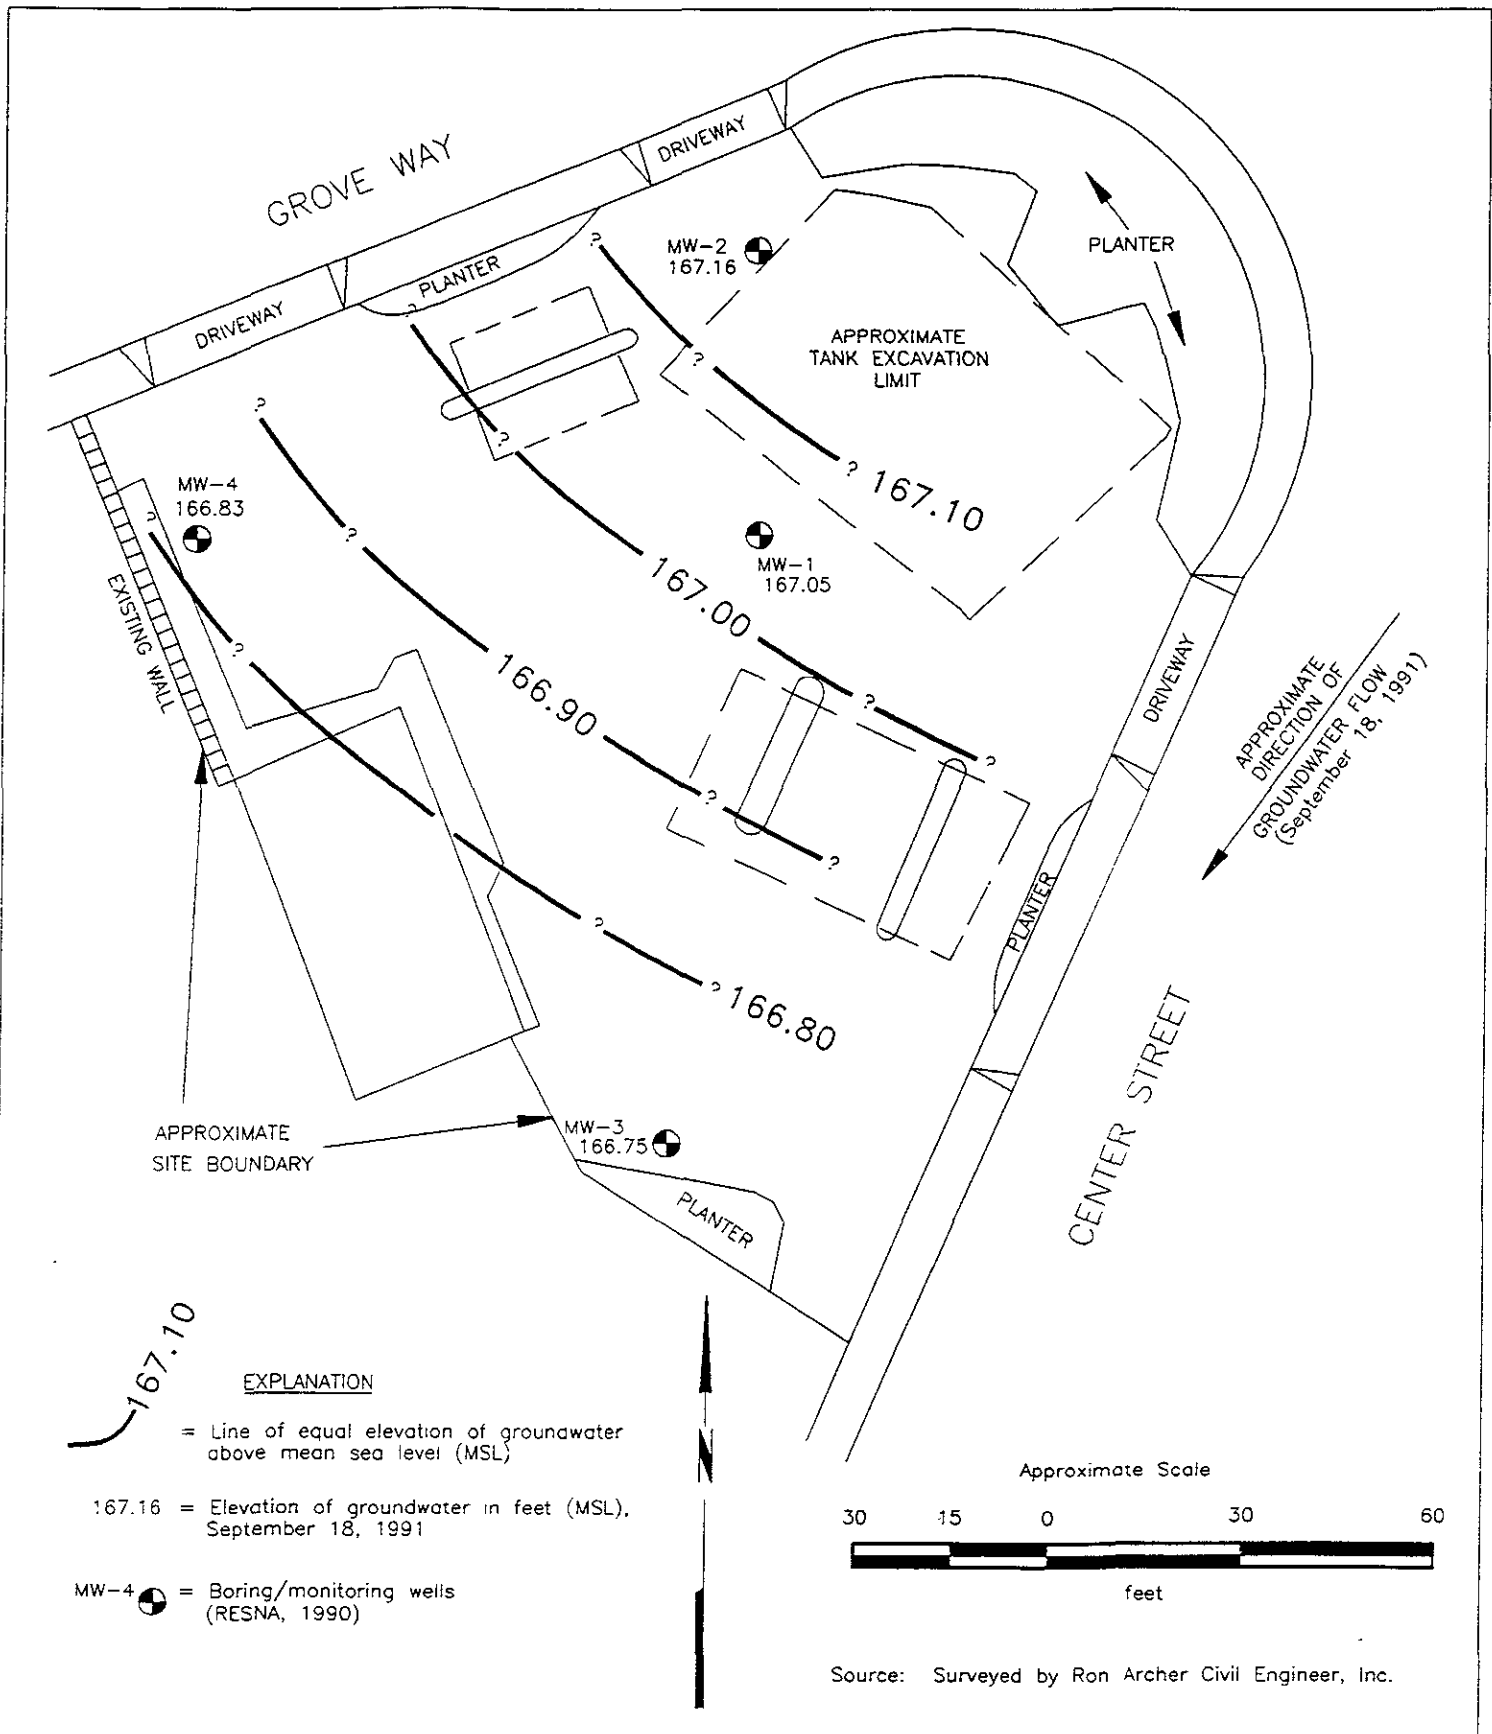 GROVE WAY
DRIVEWAY
DRIVEWAY
PLANTER
MW-2
167.16
PLANTER
APPROXIMATE
TANK EXCAVATION
LIMIT
DRIVEWAY
?
?
?
?
?
?
167.10
MW-4
166.83
?
?
MW-1
167.05
EXISTING WALL
?
?
167.00
166.90
?
?
?
?
DRIVEWAY
APPROXIMATE
DIRECTION OF
GROUNDWATER FLOW
(September 18, 1991)
PLANTER
?
?
166.80
CENTER STREET
APPROXIMATE
SITE BOUNDARY
MW-3
166.75
PLANTER
167.10
EXPLANATION
= Line of equal elevation of groundwater
above mean sea level (MSL)
167.16 = Elevation of groundwater in feet (MSL),
September 18, 1991
MW-4 = Boring/monitoring wells
(RESNA, 1990)
N
Approximate Scale
30 15 0 30 60
feet
Source: Surveyed by Ron Archer Civil Engineer, Inc.